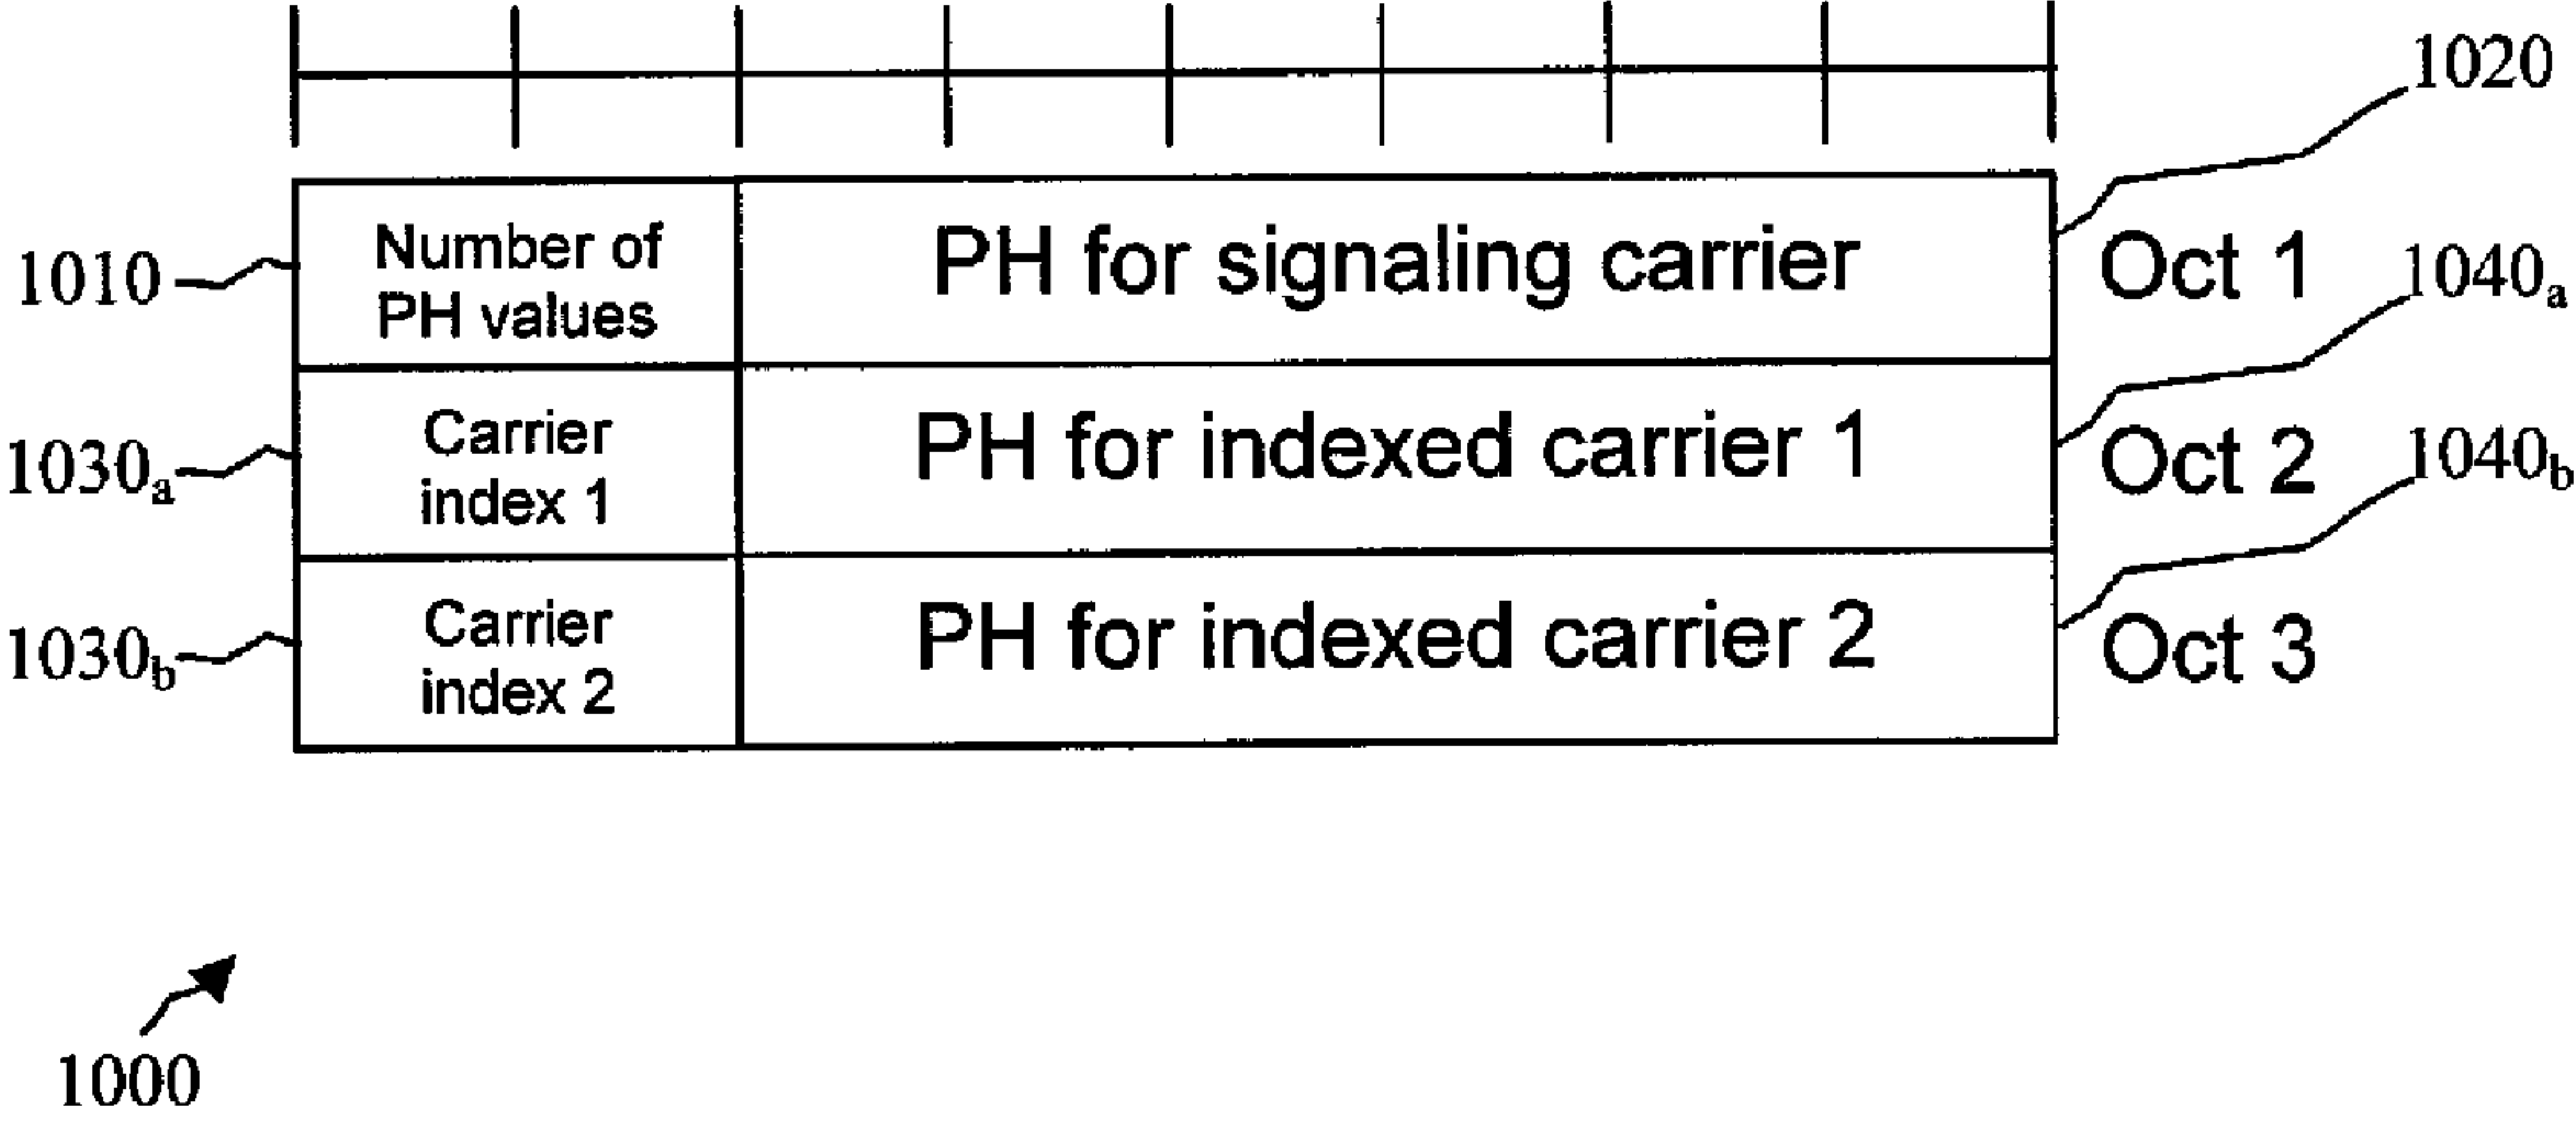 1020
1010
Number of
PH values
PH for signaling carrier
Oct 1
1040a
1030a
Carrier
index 1
PH for indexed carrier 1
Oct 2
1040b
1030b
Carrier
index 2
PH for indexed carrier 2
Oct 3
1000